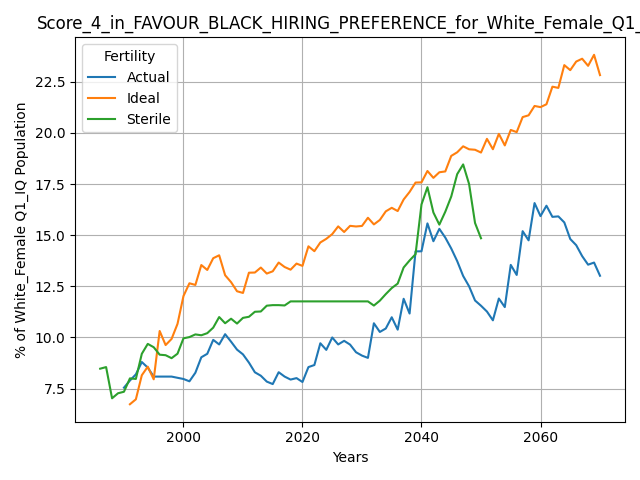 Score_4_in_FAVOUR_BLACK_HIRING_PREFERENCE_for_White_Female_Q1_
Fertility
Actual
Ideal
Sterile
% of White_Female Q1_IQ Population
22.5
20.0
17.5
15.0
12.5
10.0
7.5
2000
2020
2040
2060
Years